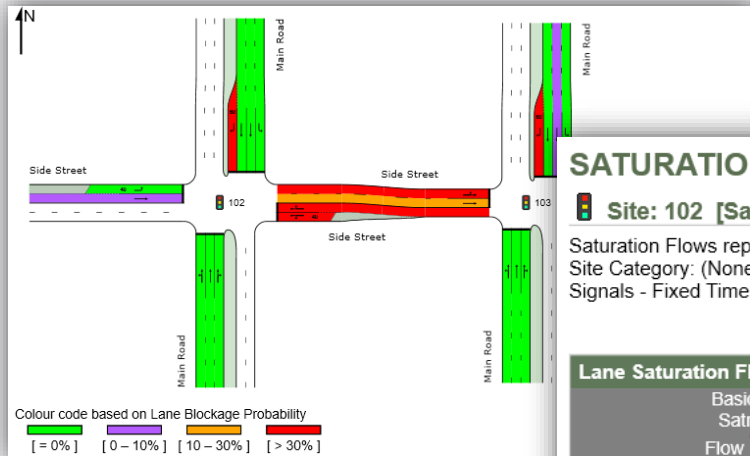 N
Main Road
Main Road
Side Street
Side Street
102
103
Side Street
Main Road
Main Road
SATURATIO
Site: 102 [Sa
Saturation Flows rep
Site Category: (None
Signals - Fixed Time
Lane Saturation Fl
Basic
Satn
Flow
Colour code based on Lane Blockage Probability
[ = 0% ] [ 0 – 10% ] [ 10 – 30% ] [ > 30% ]